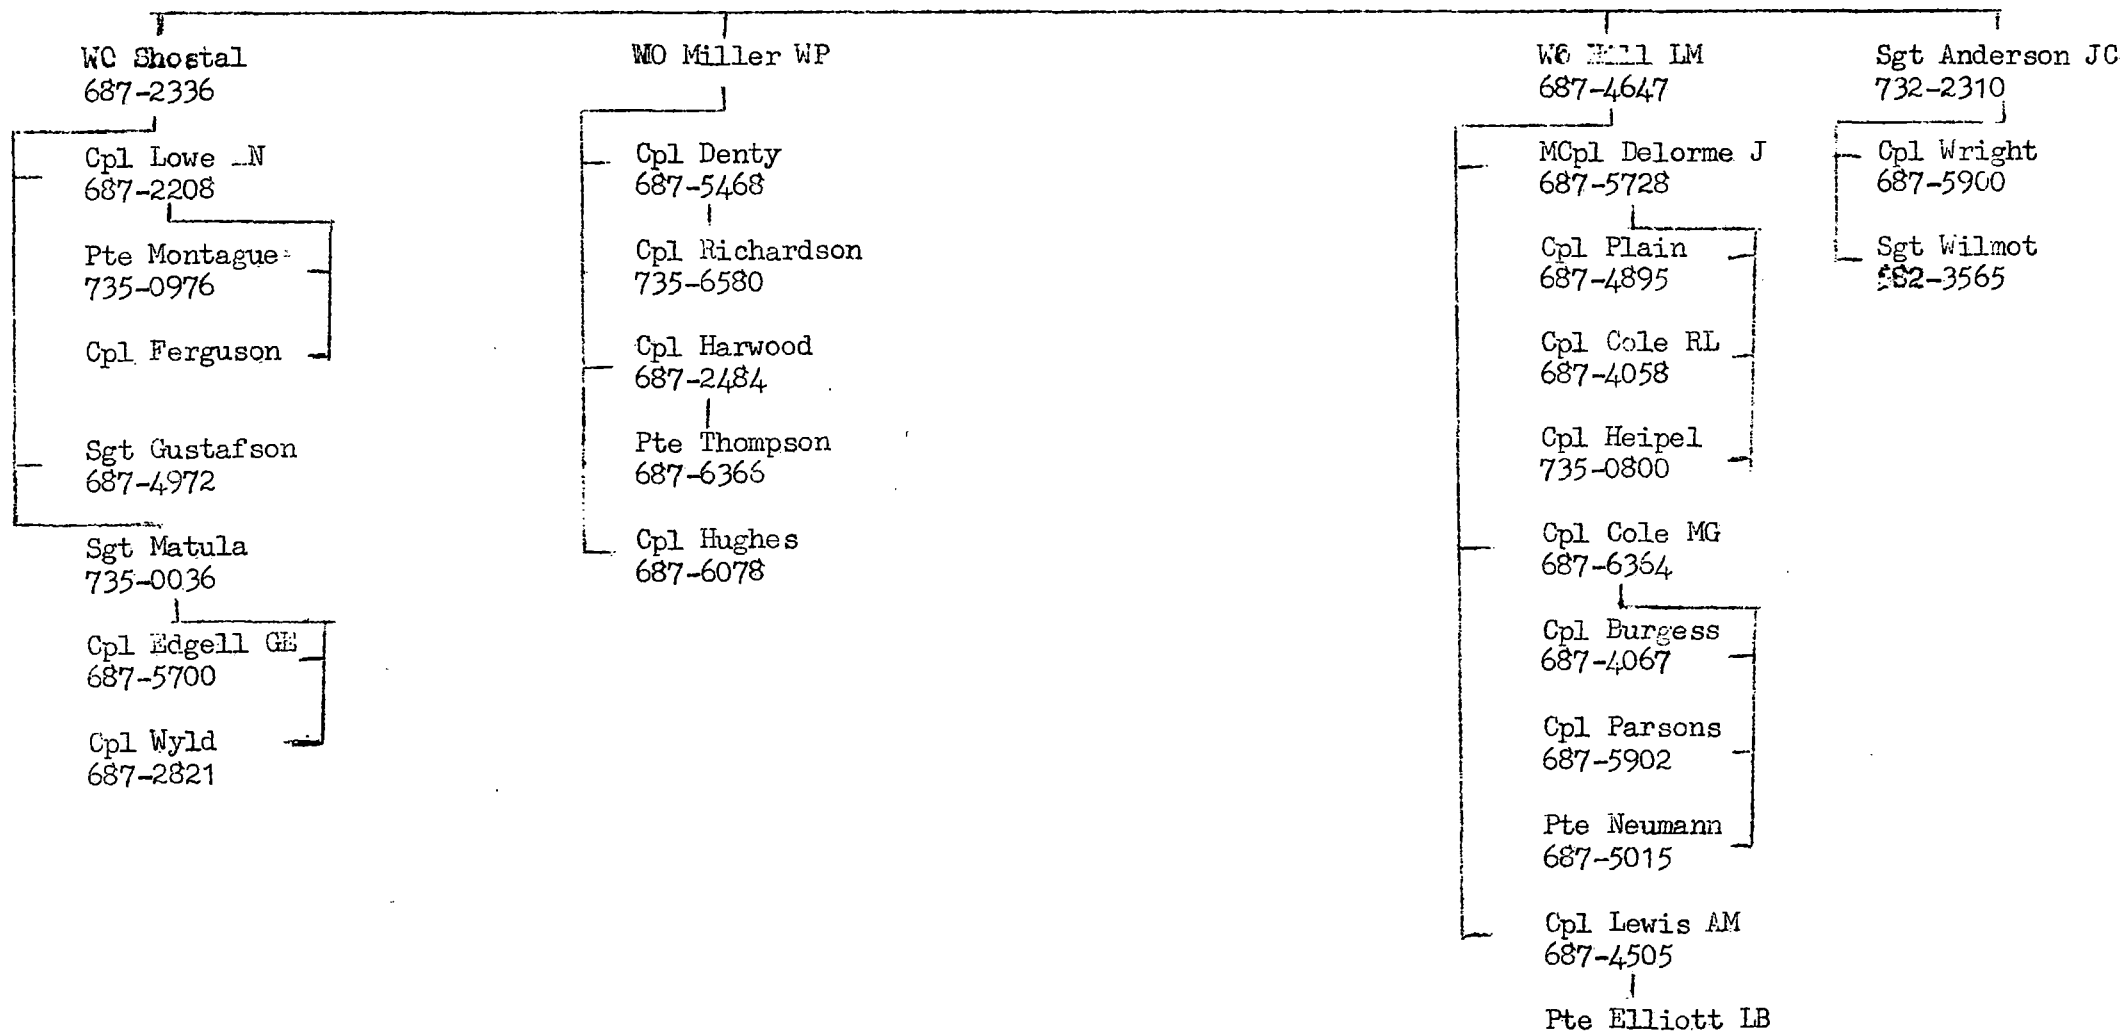 WO Shostal
687-2336
Cpl Lowe N
687-2208
Pte Montague
735-0976
Cpl Ferguson
Sgt Gustafson
687-4972
Sgt Matula
735-0036
Cpl Edgell GE
687-5700
Cpl Wyld
687-2821
WO Miller WP
Cpl Denty
687-5468
Cpl Richardson
735-6580
Cpl Harwood
687-2484
Pte Thompson
687-6366
Cpl Hughes
687-6078
WO Hill LM
687-4647
MCpl Delorme J
687-5728
Cpl Plain
687-4895
Cpl Cole RL
687-4058
Cpl Heipel
735-0800
Cpl Cole MG
687-6364
Cpl Burgess
687-4067
Cpl Parsons
687-5902
Pte Neumann
687-5015
Cpl Lewis AM
687-4505
Pte Elliott LB
Sgt Anderson JC
732-2310
Cpl Wright
687-5900
Sgt Wilmot